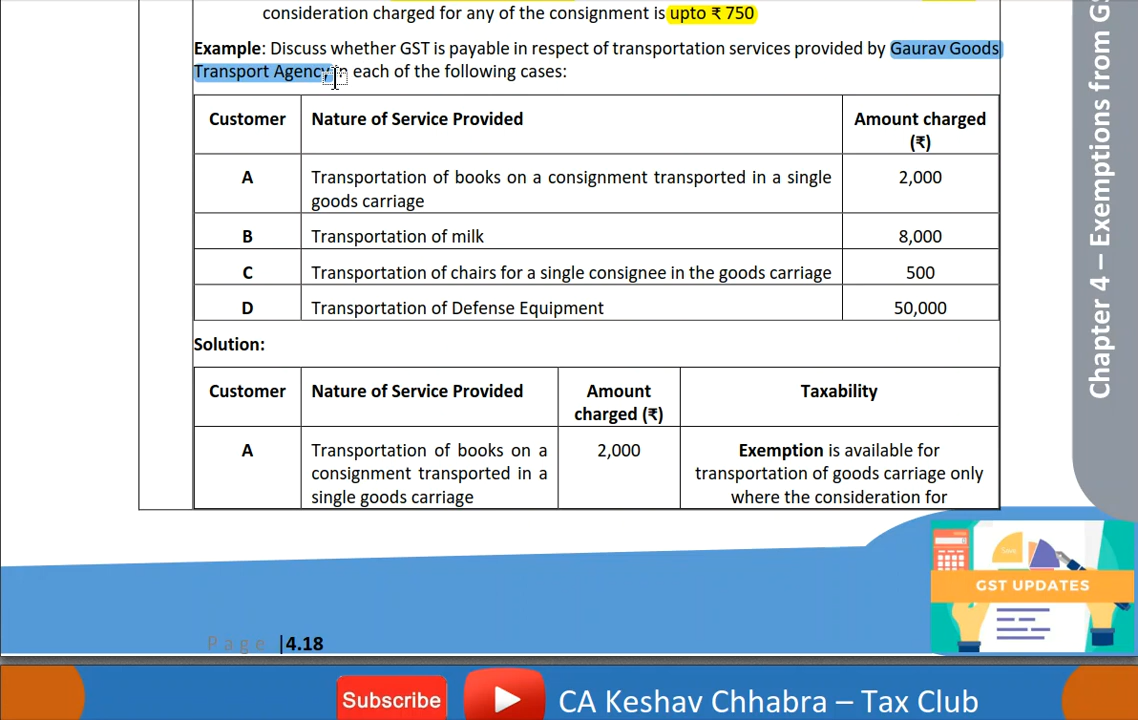 consideration charged for any of the consignment is upto ₹ 750
Example: Discuss whether GST is payable in respect of transportation services provided by Gaurav Goods
Transport Agency in each of the following cases:
Customer
Nature of Service Provided
Amount charged
(₹)
A
Transportation of books on a consignment transported in a single
goods carriage
2,000
B
Transportation of milk
8,000
C
Transportation of chairs for a single consignee in the goods carriage
500
D
Transportation of Defense Equipment
50,000
Solution:
Customer
Nature of Service Provided
Amount
charged (₹)
Taxability
A
Transportation of books on a
consignment transported in a
single goods carriage
2,000
Exemption is available for
transportation of goods carriage only
where the consideration for
Chapter 4 – Exemptions from GS
GST UPDATES
Page |4.18
Subscribe
CA Keshav Chhabra – Tax Club